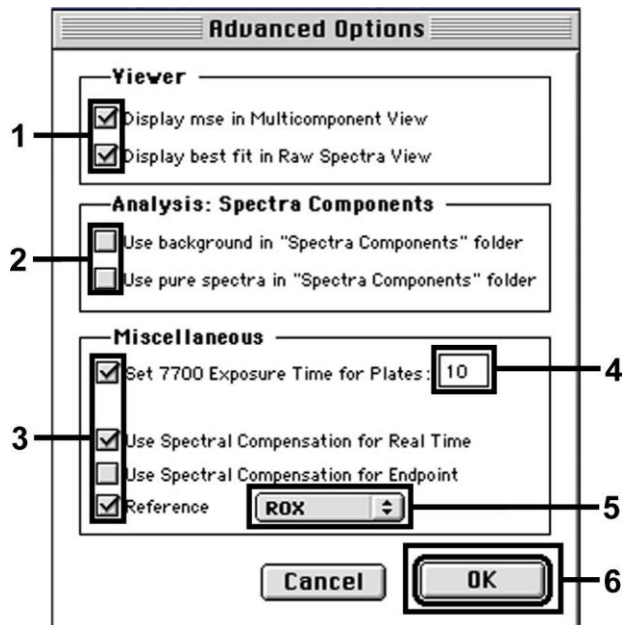 Advanced Options
Viewer
1
Display mse in Multicomponent View
Display best fit in Raw Spectra View
Analysis: Spectra Components
2
Use background in "Spectra Components" folder
Use pure spectra in "Spectra Components" folder
Miscellaneous
Set 7700 Exposure Time for Plates: 10 4
3 Use Spectral Compensation for Real Time
Use Spectral Compensation for Endpoint
Reference ROX 5
Cancel OK 6